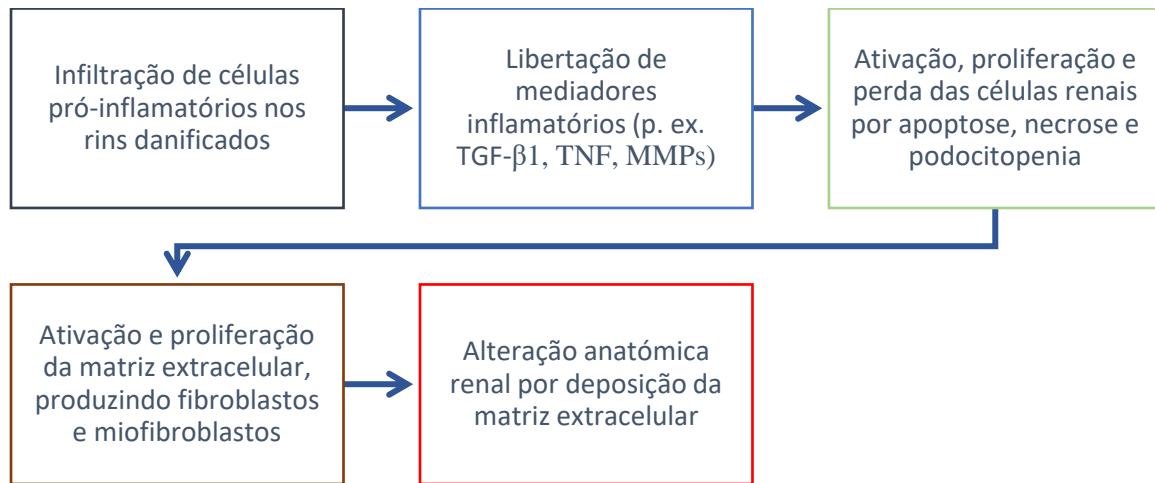 Infiltração de células
pró-inflamatórios nos
rins danificados
Libertação de
mediadores
inflamatórios (p. ex.
TGF-β1, TNF, MMPs)
Ativação, proliferação e
perda das células renais
por apoptose, necrose e
podocitopenia
Ativação e proliferação
da matriz extracelular,
produzindo fibroblastos
e miofibroblastos
Alteração anatómica
renal por deposição da
matriz extracelular